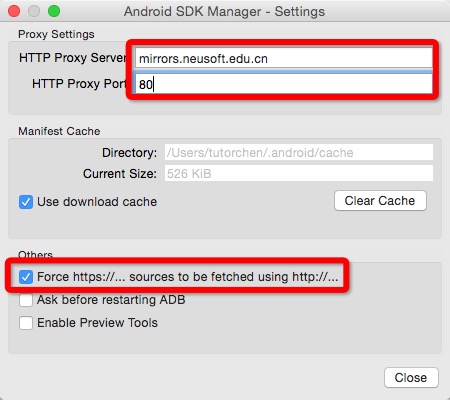 Android SDK Manager - Settings
Proxy Settings
HTTP Proxy Server mirrors.neusoft.edu.cn
HTTP Proxy Port 80
Manifest Cache
Directory: /Users/tutorchen/.android/cache
Current Size: 526 KiB
Use download cache Clear Cache
Others
Force https://... sources to be fetched using http://...
Ask before restarting ADB
Enable Preview Tools
Close